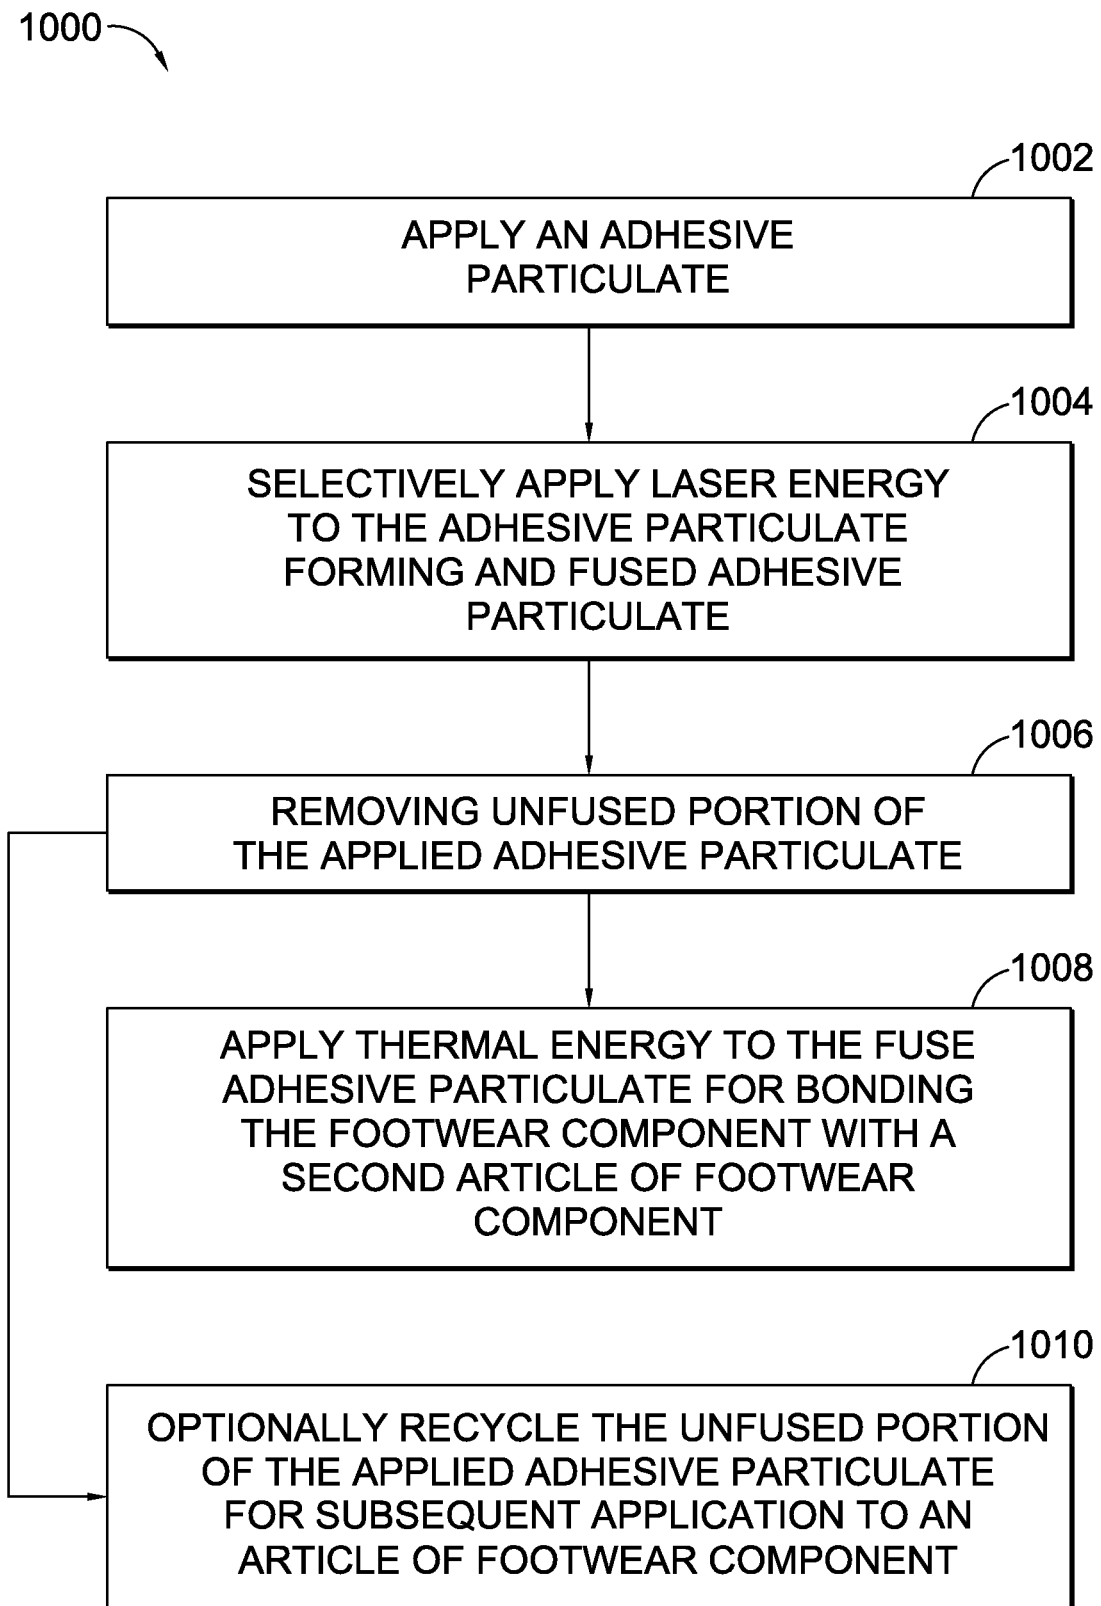 1000
1002
APPLY AN ADHESIVE
PARTICULATE
1004
SELECTIVELY APPLY LASER ENERGY
TO THE ADHESIVE PARTICULATE
FORMING AND FUSED ADHESIVE
PARTICULATE
1006
REMOVING UNFUSED PORTION OF
THE APPLIED ADHESIVE PARTICULATE
1008
APPLY THERMAL ENERGY TO THE FUSE
ADHESIVE PARTICULATE FOR BONDING
THE FOOTWEAR COMPONENT WITH A
SECOND ARTICLE OF FOOTWEAR
COMPONENT
1010
OPTIONALLY RECYCLE THE UNFUSED PORTION
OF THE APPLIED ADHESIVE PARTICULATE
FOR SUBSEQUENT APPLICATION TO AN
ARTICLE OF FOOTWEAR COMPONENT